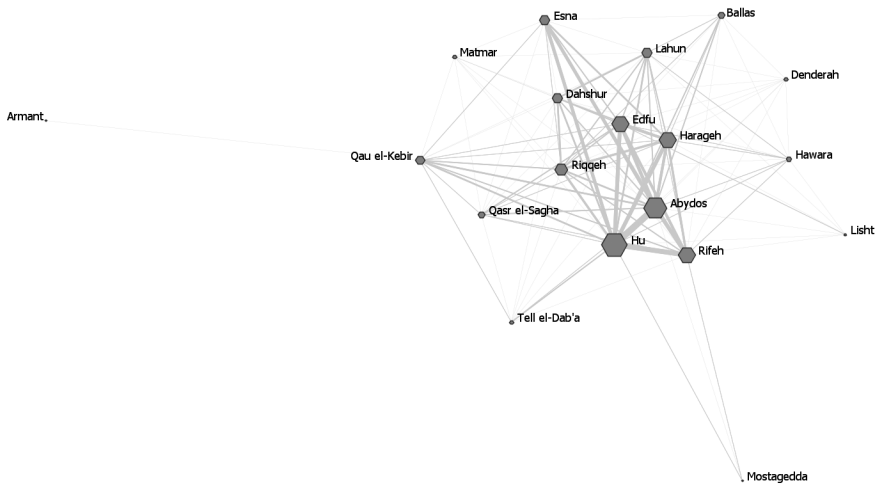 Ballas
Esna
Lahun
Matmar
Denderah
Dahshur
Armant
Edfu
Harageh
Qau el-Kebir
Hawara
Riqqeh
Abydos
Qasr el-Sagha
Lisht
Hu
Rifeh
Tell el-Dab'a
Mostagedda